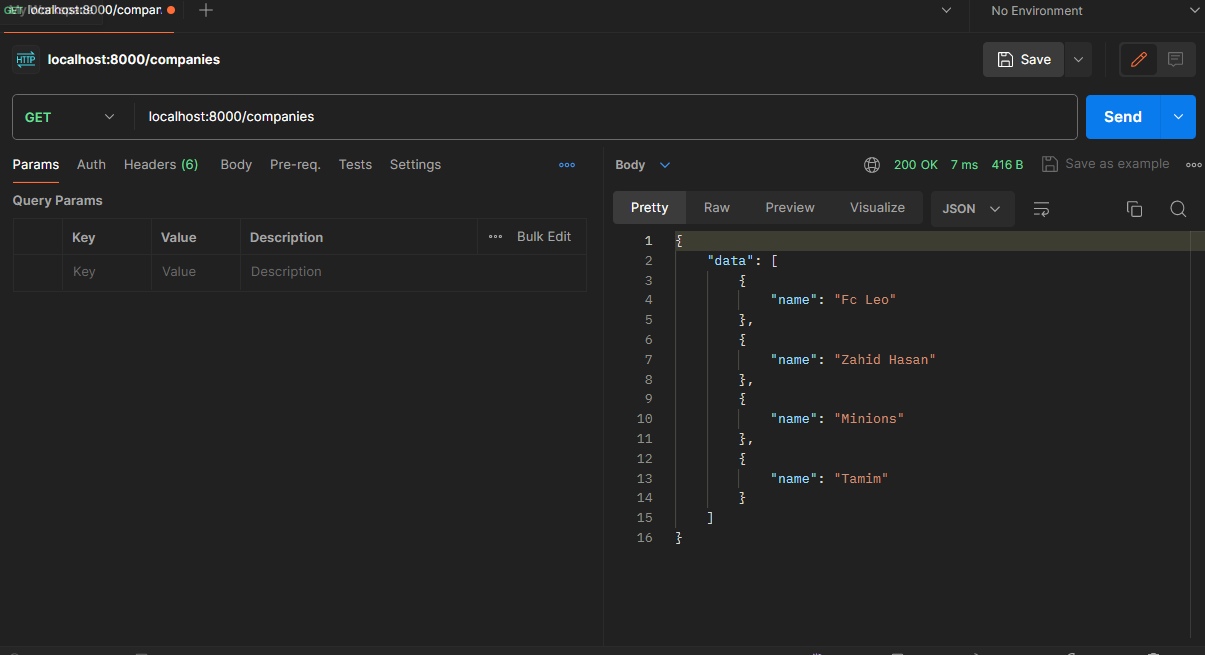 localhost:8000/compan
No Environment
HTTP localhost:8000/companies
Save
GET localhost:8000/companies
Send
Params Auth Headers (6) Body Pre-req. Tests Settings
Query Params
Key Value Description Bulk Edit
Key Value Description
Body 200 OK 7 ms 416 B Save as example
Pretty Raw Preview Visualize JSON
1 {
2 "data": [
3 {
4 "name": "Fc Leo"
5 },
6 {
7 "name": "Zahid Hasan"
8 },
9 {
10 "name": "Minions"
11 },
12 {
13 "name": "Tamim"
14 }
15 ]
16 }